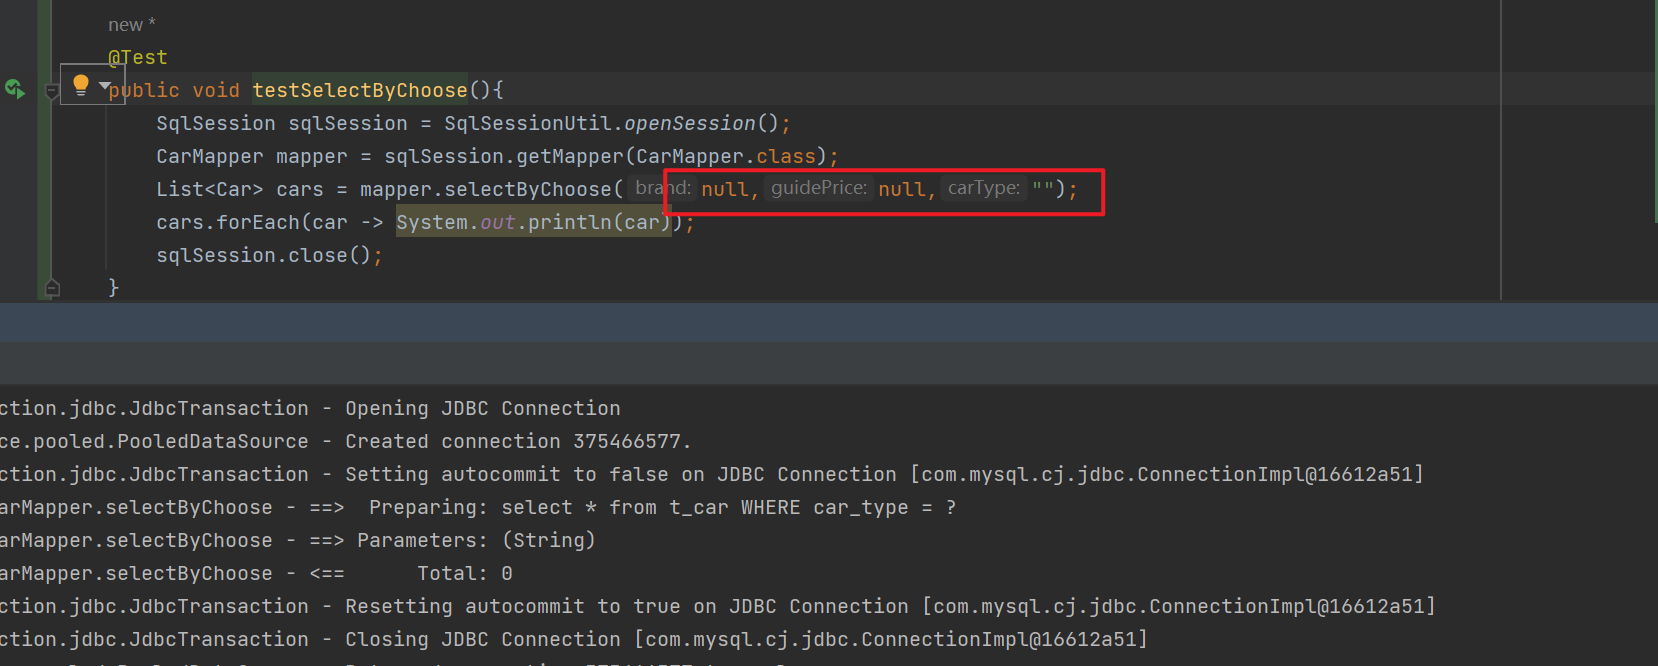 new *
@Test
public void testSelectByChoose(){
SqlSession sqlSession = SqlSessionUtil.openSession();
CarMapper mapper = sqlSession.getMapper(CarMapper.class);
List<Car> cars = mapper.selectByChoose( brand: null, guidePrice: null, carType: "");
cars.forEach(car -> System.out.println(car));
sqlSession.close();
}
ction.jdbc.JdbcTransaction - Opening JDBC Connection
ce.pooled.PooledDataSource - Created connection 375466577.
ction.jdbc.JdbcTransaction - Setting autocommit to false on JDBC Connection [com.mysql.cj.jdbc.ConnectionImpl@16612a51]
arMapper.selectByChoose - ==>  Preparing: select * from t_car WHERE car_type = ?
arMapper.selectByChoose - ==> Parameters: (String)
arMapper.selectByChoose - <==      Total: 0
ction.jdbc.JdbcTransaction - Resetting autocommit to true on JDBC Connection [com.mysql.cj.jdbc.ConnectionImpl@16612a51]
ction.jdbc.JdbcTransaction - Closing JDBC Connection [com.mysql.cj.jdbc.ConnectionImpl@16612a51]